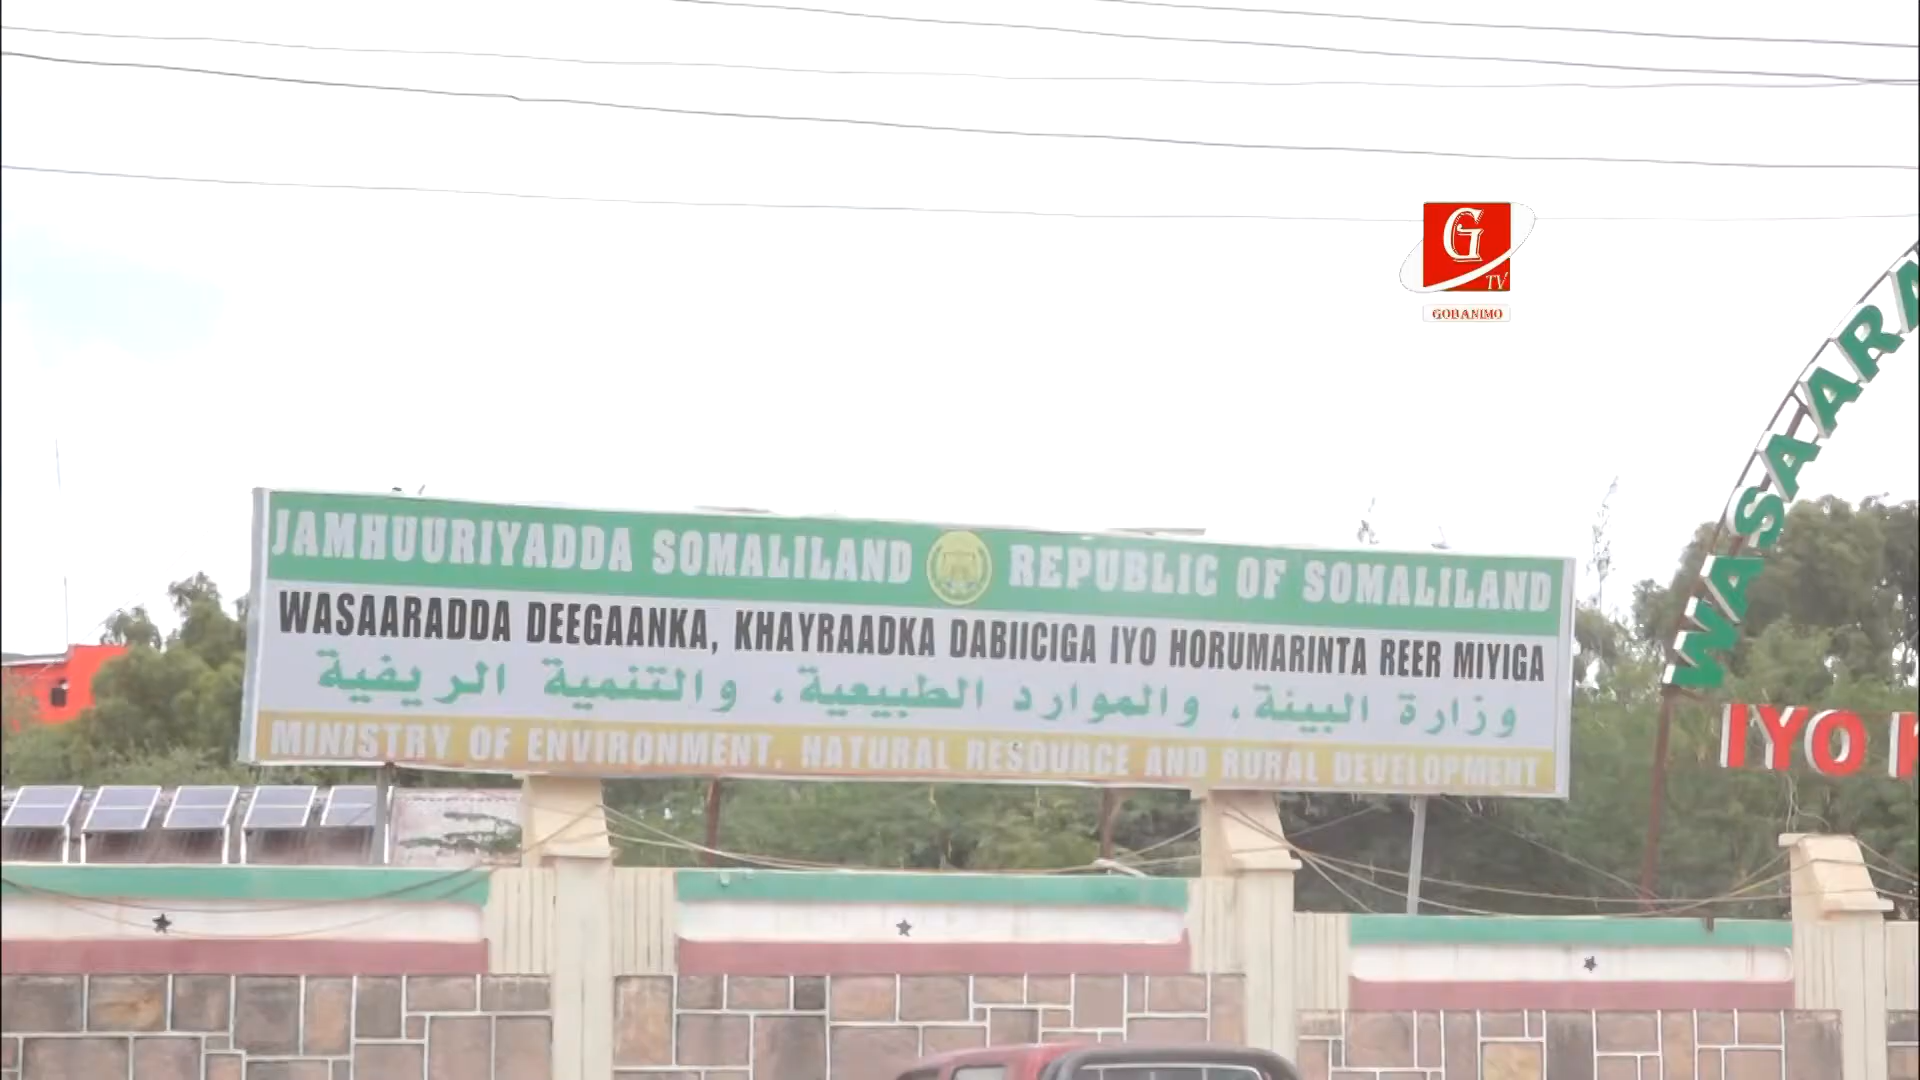 G
TV
GOBANIMO
JAMHUURIYADDA SOMALILAND REPUBLIC OF SOMALILAND
WASAARADDA DEEGAANKA, KHAYRAADKA DABIICIGA IYO HORUMARINTA REER MIYIGA
وزارة البيئة، والموارد الطبيعية، والتنمية الريفية
MINISTRY OF ENVIRONMENT, NATURAL RESOURCE AND RURAL DEVELOPMENT
WASAARA
IYO